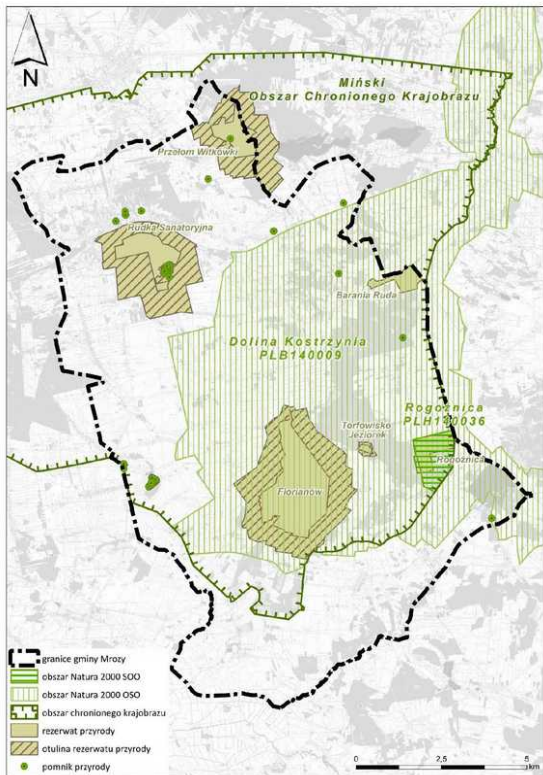 N
Miński
Obszar Chronionego Krajobrazu
Przełom Witkówki
Rudka Sanatoryjna
Barania Ruda
Dolina Kostrzynia
PLB140009
Rogoźnica
PLH140036
Torfowisko
Jeziorek
Rogoźnica
Florianów
granice gminy Mrozy
obszar Natura 2000 SOO
obszar Natura 2000 OSO
obszar chronionego krajobrazu
rezerwat przyrody
otulina rezerwatu przyrody
pomnik przyrody
0 2,5 5
km